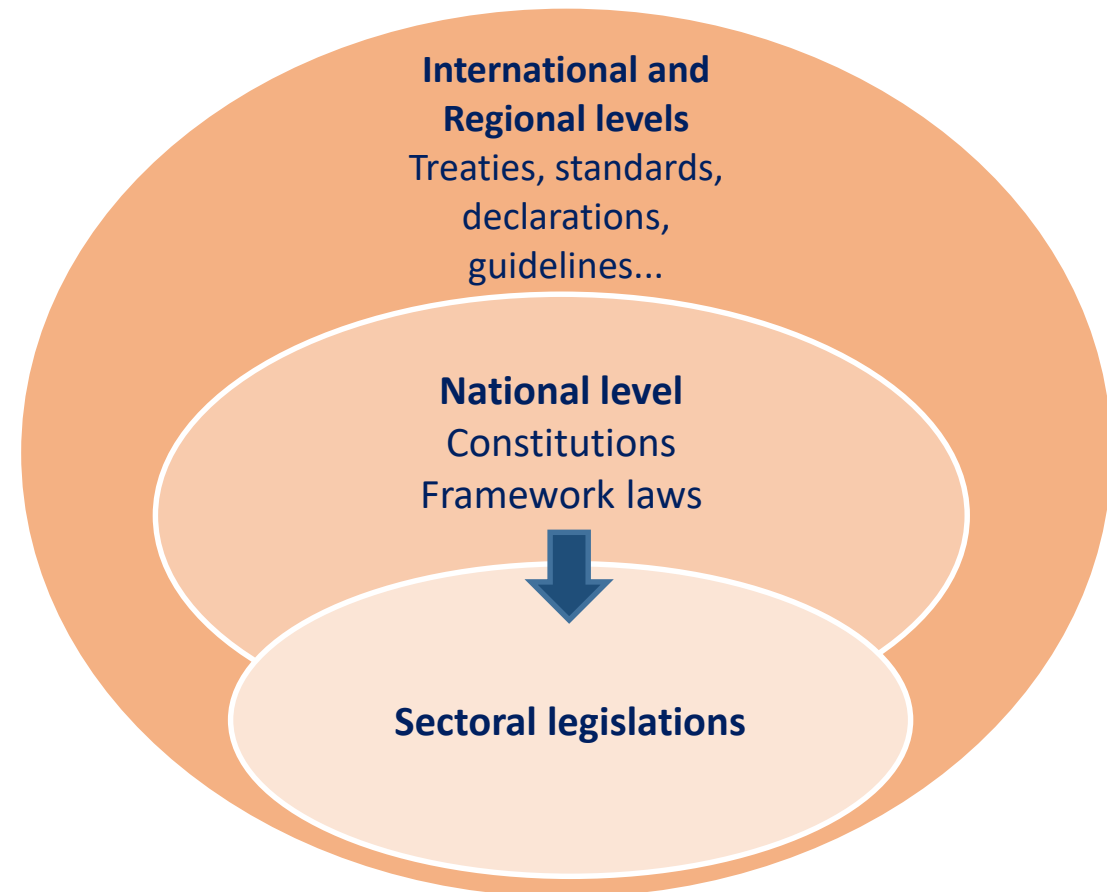 International and
Regional levels
Treaties, standards,
declarations,
guidelines...
National level
Constitutions
Framework laws
Sectoral legislations